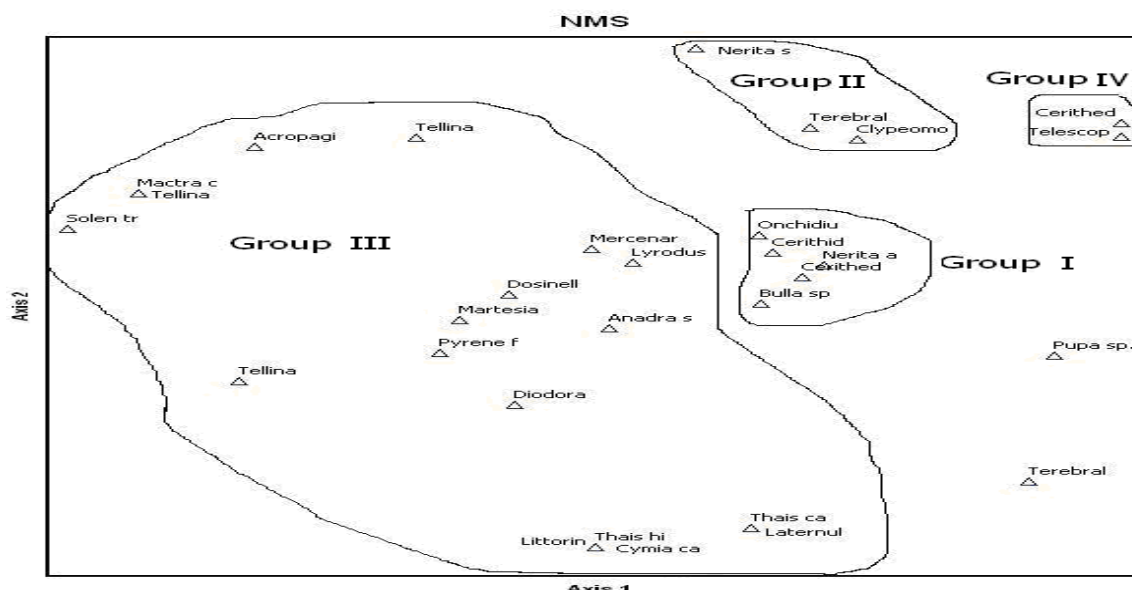 NMS
Nerita s
Group II
Group IV
Terebral
Clypeomo
Cerithed
Telescop
Acropagi
Tellina
Mactra c
Tellina
Solen tr
Group III
Mercenar
Lyrodus
Onchidiu
Cerithid
Nerita a
Cerithed
Bulla sp
Group I
Dosinell
Martesia
Anadra s
Pyrene f
Pupa sp.
Tellina
Diodora
Terebral
Thais ca
Laternul
Littorin
Thais hi
Cymia ca
Axis 2
Axis 1